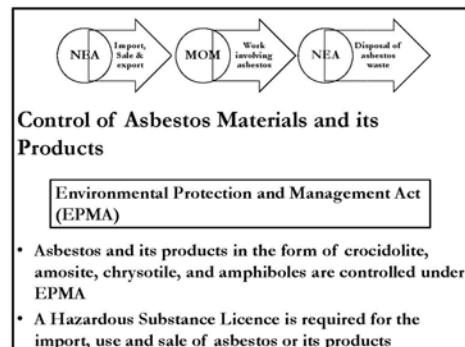 NEA
Import,
Sale &
export
MOM
Work
involving
asbestos
NEA
Disposal of
asbestos
waste
Control of Asbestos Materials and its
Products
Environmental Protection and Management Act
(EPMA)
• Asbestos and its products in the form of crocidolite,
amosite, chrysotile, and amphiboles are controlled under
EPMA
• A Hazardous Substance Licence is required for the
import, use and sale of asbestos or its products